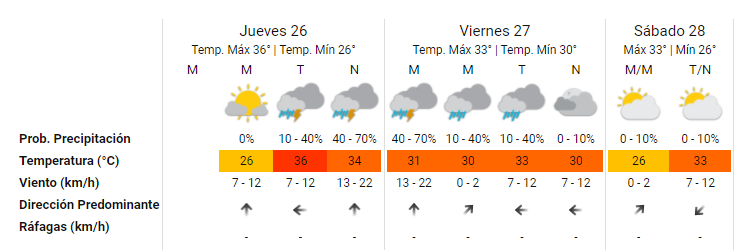 Jueves 26 Viernes 27 Sábado 28
Temp. Máx 36° | Temp. Mín 26° Temp. Máx 33° | Temp. Mín 30° Máx 33° | Mín 26°
M M T N M M T N M/M T/N
Prob. Precipitación 0% 10 - 40% 40 - 70% 40 - 70% 10 - 40% 10 - 40% 0 - 10% 0 - 10% 0 - 10%
Temperatura (°C) 26 36 34 31 30 33 30 26 33
Viento (km/h) 7 - 12 7 - 12 13 - 22 13 - 22 0 - 2 7 - 12 7 - 12 0 - 2 7 - 12
Dirección Predominante
Ráfagas (km/h)
- - - - - - - - -